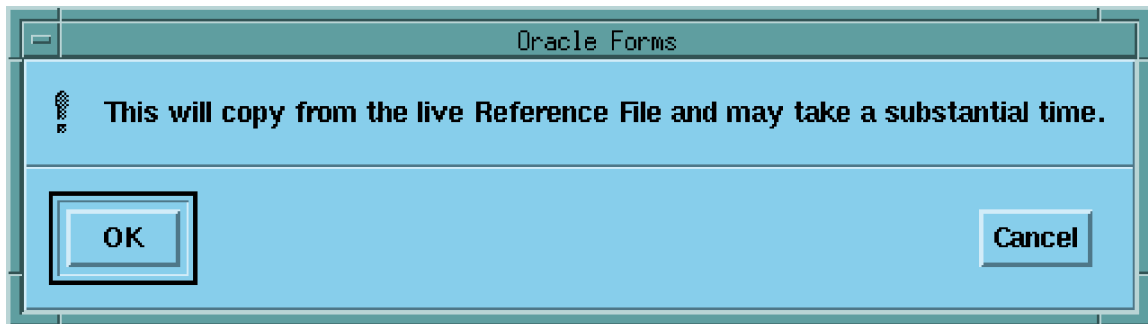 Oracle Forms
This will copy from the live Reference File and may take a substantial time.
OK
Cancel